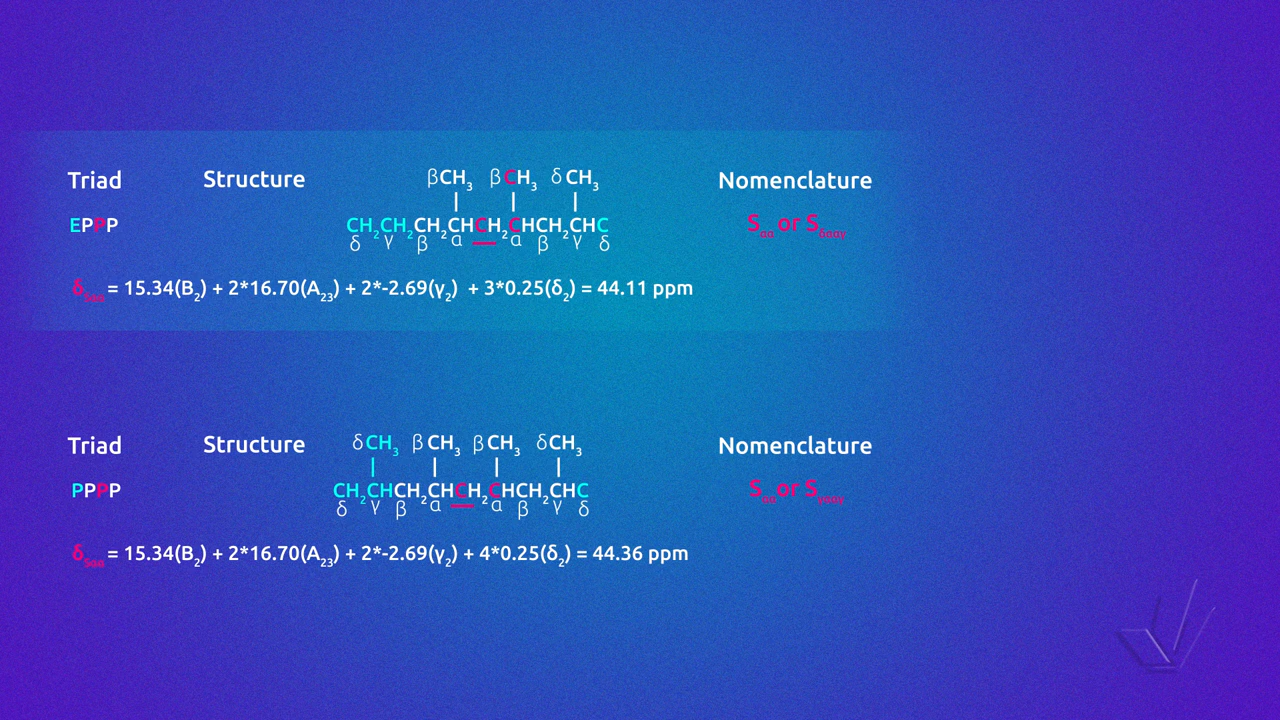 Triad Structure Nomenclature
βCH₃ βCH₃ δCH₃
EPPP CH₂CH₂CH₂CHCH₂CHCH₂CHC Sαα or Sδααγ
δ γ β α α β γ δ
δSαα = 15.34(B₂) + 2*16.70(A₂₃) + 2*-2.69(γ₂) + 3*0.25(δ₂) = 44.11 ppm
Triad Structure Nomenclature
δCH₃ βCH₃ βCH₃ δCH₃
PPPP CH₂CHCH₂CHCH₂CHCH₂CHC Sαα or Sγααγ
δ γ β α α β γ δ
δSαα = 15.34(B₂) + 2*16.70(A₂₃) + 2*-2.69(γ₂) + 4*0.25(δ₂) = 44.36 ppm